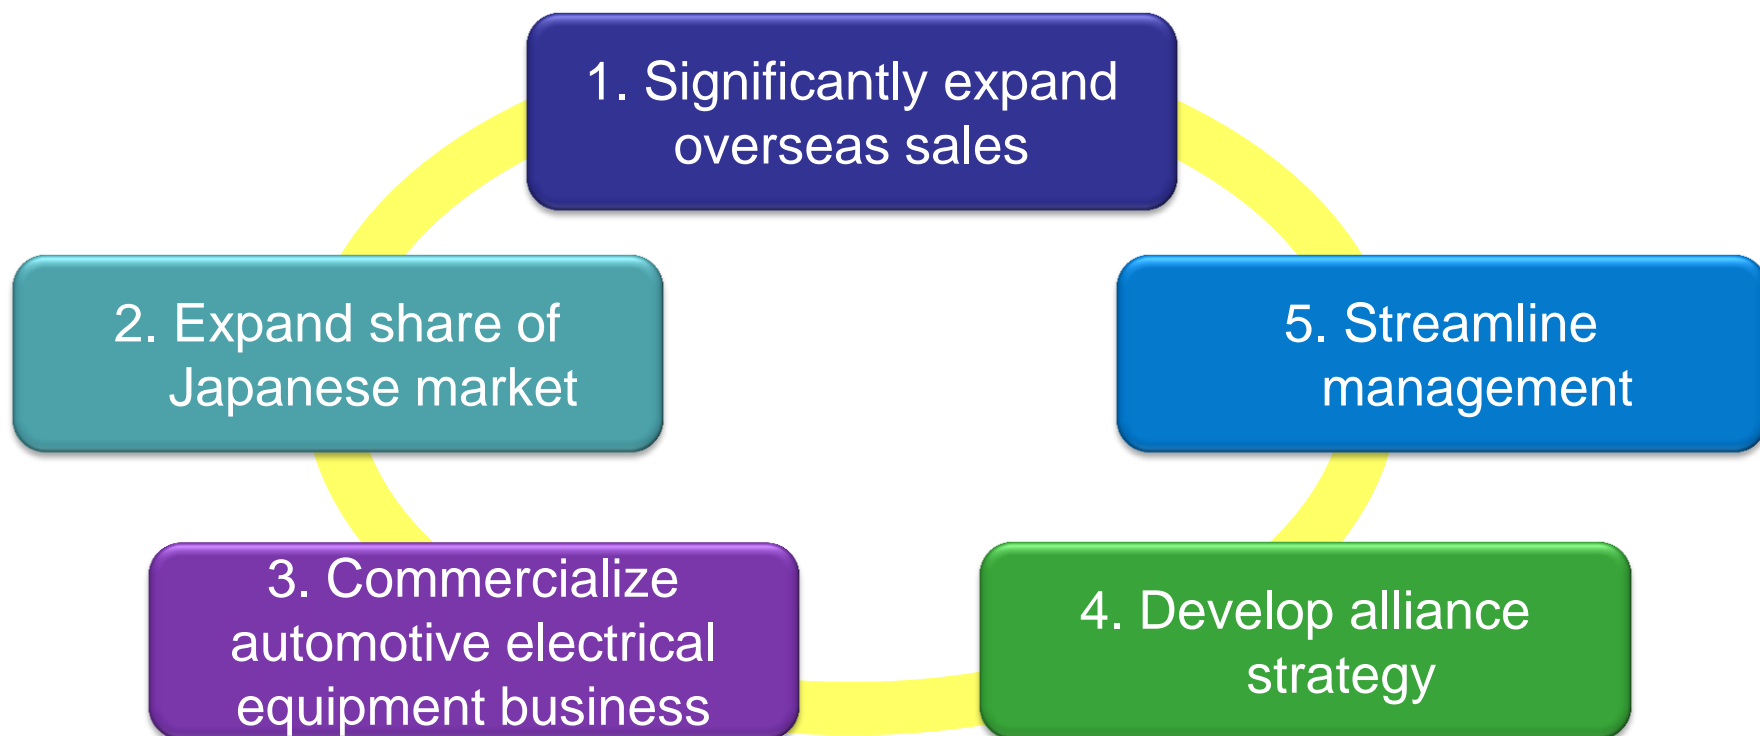 1. Significantly expand
overseas sales
2. Expand share of
Japanese market
3. Commercialize
automotive electrical
equipment business
4. Develop alliance
strategy
5. Streamline
management